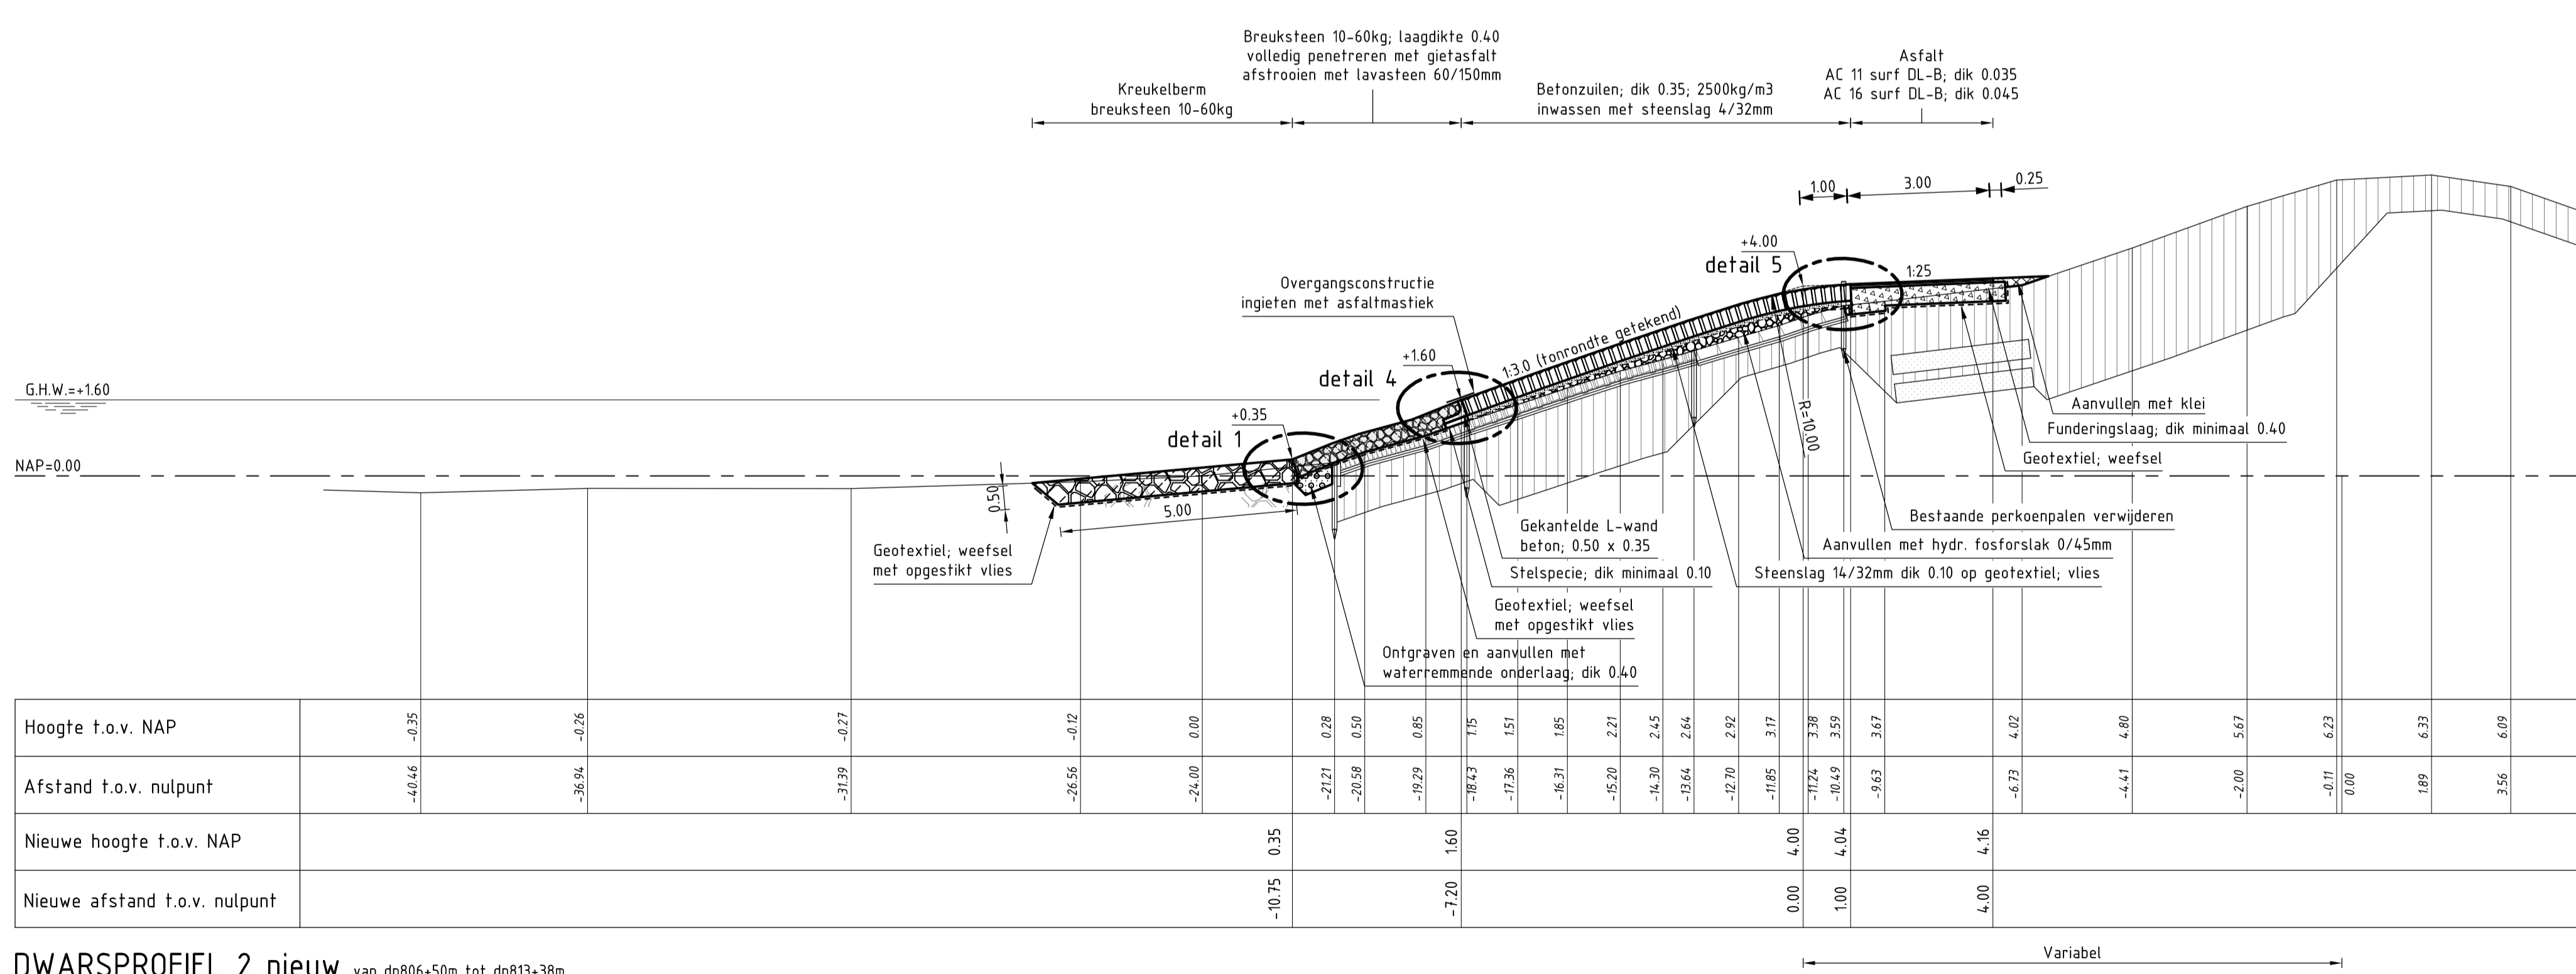 Breuksteen 10-60kg; laagdikte 0.40
volledig penetreren met gietasfalt
afstrooien met lavasteen 60/150mm
Kreukelberm
breuksteen 10-60kg
Betonzuilen; dik 0.35; 2500kg/m3
inwassen met steenslag 4/32mm
Asfalt
AC 11 surf DL-B; dik 0.035
AC 16 surf DL-B; dik 0.045
1.00
3.00
0.25
+4.00
detail 5
1:25
Overgangsconstructie
ingieten met asfaltmastiek
1:3.0 (tonrondte getekend)
+1.60
detail 4
G.H.W.=+1.60
R=10.00
+0.35
detail 1
NAP=0.00
0.50
5.00
Aanvullen met klei
Funderingslaag; dik minimaal 0.40
Geotextiel; weefsel
Bestaande perkoenpalen verwijderen
Gekantelde L-wand
beton; 0.50 x 0.35
Aanvullen met hydr. fosforslak 0/45mm
Geotextiel; weefsel
met opgestikt vlies
Stelspecie; dik minimaal 0.10
Steenslag 14/32mm dik 0.10 op geotextiel; vlies
Geotextiel; weefsel
met opgestikt vlies
Ontgraven en aanvullen met
waterremmende onderlaag; dik 0.40
Hoogte t.o.v. NAP -0.35 -0.26 -0.27 -0.12 0.00 0.28 0.50 0.85 1.15 1.51 1.85 2.21 2.45 2.64 2.92 3.17 3.38 3.59 3.67 4.02 4.80 5.67 6.23 6.33 6.09
Afstand t.o.v. nulpunt -40.46 -36.94 -31.39 -26.56 -24.00 -21.21 -20.58 -19.29 -18.43 -17.36 -16.31 -15.20 -14.30 -13.64 -12.70 -11.85 -11.24 -10.49 -9.63 -6.73 -4.41 -2.00 -0.11 0.00 1.89 3.56
Nieuwe hoogte t.o.v. NAP 0.35 1.60 4.00 4.04 4.16
Nieuwe afstand t.o.v. nulpunt -10.75 -7.20 0.00 1.00 4.00
Variabel
DWARSPROFIEL 2 nieuw van dp806+50m tot dp813+38m